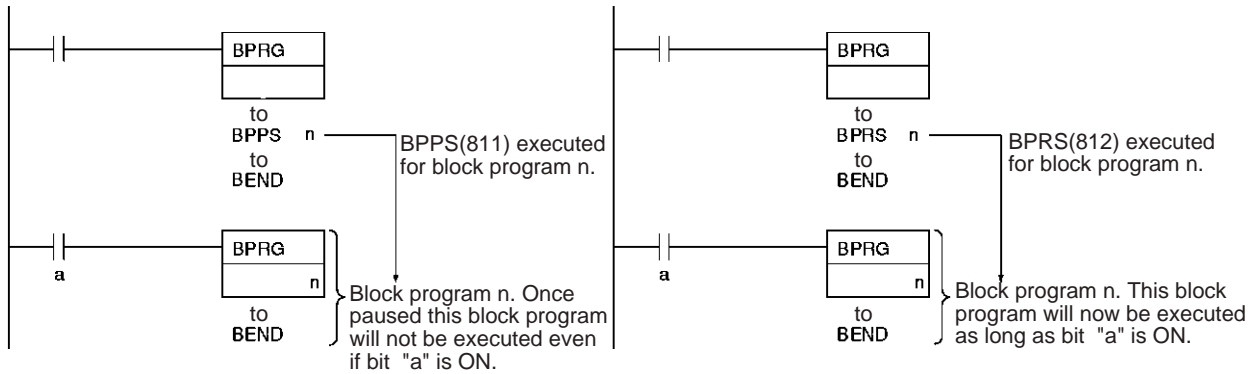 BPRG
to
BPPS n
to
BEND
BPPS(811) executed
for block program n.
a
BPRG
n
to
BEND
Block program n. Once
paused this block program
will not be executed even
if bit "a" is ON.
BPRG
to
BPRS n
to
BEND
BPRS(812) executed
for block program n.
a
BPRG
n
to
BEND
Block program n. This block
program will now be executed
as long as bit "a" is ON.